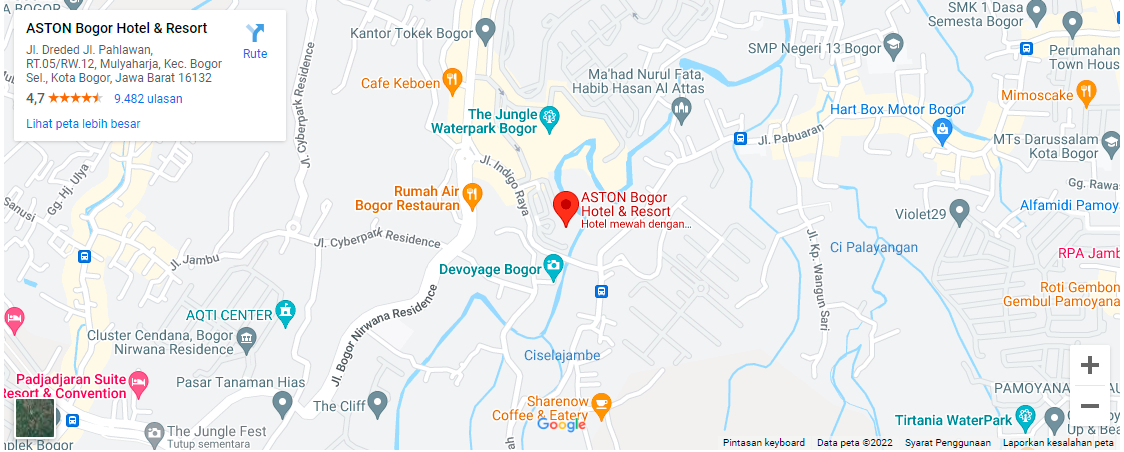 ASTON Bogor Hotel & Resort
Jl. Dreded Jl. Pahlawan,
RT.05/RW.12, Mulyaharja, Kec. Bogor
Sel., Kota Bogor, Jawa Barat 16132
4,7
9.482 ulasan
Lihat peta lebih besar
Rute
Kantor Tokek Bogor
SMK 1 Dasa
Semesta Bogor
SMP Negeri 13 Bogor
Perumahan
Town Hous
Cafe Keboen
Ma'had Nurul Fata,
Habib Hasan Al Attas
Mimoscake
The Jungle
Waterpark Bogor
Hart Box Motor Bogor
Jl. Cyberpark Residence
Jl. Pabuaran
MTs Darussalam
Kota Bogor
Jl. Indigo Raya
Gg. Hj. Ulya
Sanusi
Rumah Air
Bogor Restauran
ASTON Bogor
Hotel & Resort
Hotel mewah dengan...
Gg. Rawas
Alfamidi Pamoy
Violet29
Jl. Cyberpark Residence
Jl. Jambu
Jl. Kp. Wangun Sari
Ci Palayangan
RPA Jamb
Devoyage Bogor
Roti Gembon
Gembul Pamoyana
Jl. Bogor Nirwana Residence
AQTI CENTER
Cluster Cendana, Bogor
Nirwana Residence
Ciselajambe
Padjadjaran Suite
Resort & Convention
Pasar Tanaman Hias
The Cliff
PAMOYANA
AU
Sharenow
Coffee & Eatery
Google
Tirtania WaterPark
Up & Bea
mplek Bogor
The Jungle Fest
Tutup sementara
an
Pintasan keyboard
Data peta ©2022
Syarat Penggunaan
Laporkan kesalahan peta